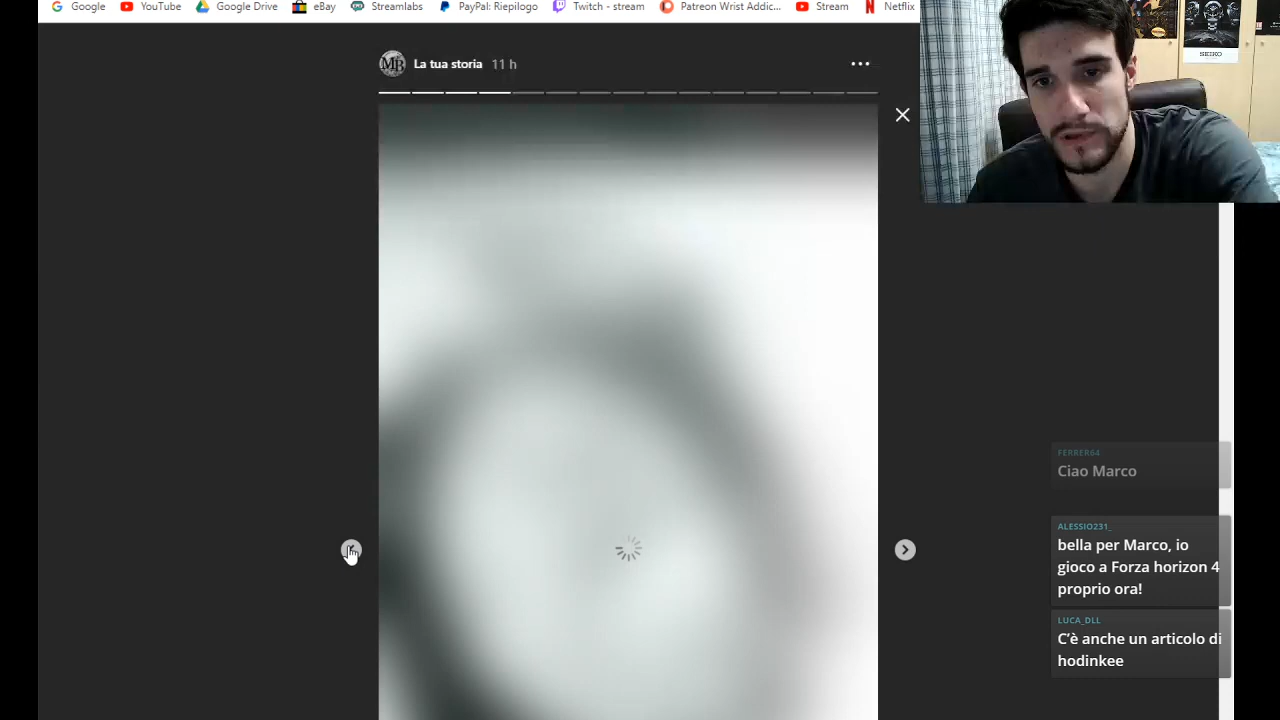 Google YouTube Google Drive eBay Streamlabs PayPal: Riepilogo Twitch - stream Patreon Wrist Addic... Stream Netflix
SEIKO
MB La tua storia 11 h
FERRER64
Ciao Marco
ALESSIO231_
bella per Marco, io
gioco a Forza horizon 4
proprio ora!
LUCA_DLL
C'è anche un articolo di
hodinkee